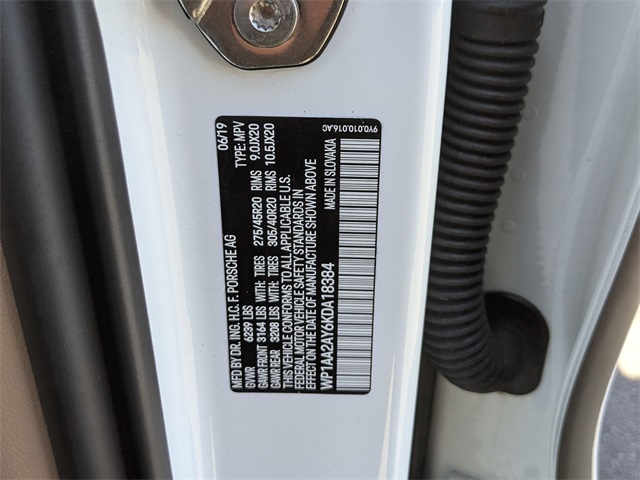 MFD BY DR. ING. H.C. F. PORSCHE AG 06/19
GVWR 6289 LBS TYPE: MPV
GAWR FRONT 3164 LBS WITH: TIRES 275/45R20 RIMS 9.0JX20
GAWR REAR 3208 LBS WITH: TIRES 305/40R20 RIMS 10.5JX20
THIS VEHICLE CONFORMS TO ALL APPLICABLE U.S.
FEDERAL MOTOR VEHICLE SAFETY STANDARDS IN
EFFECT ON THE DATE OF MANUFACTURE SHOWN ABOVE
WP1AA2AY6KDA18384 MADE IN SLOVAKIA
9Y0.010.016.AC